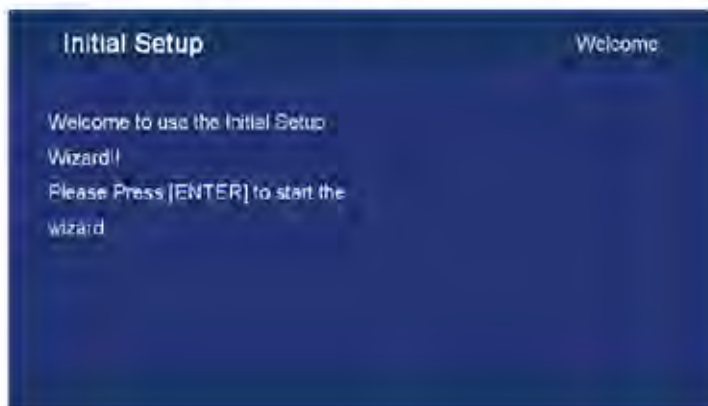 Initial Setup
Welcome
Welcome to use the Initial Setup
Wizard!!
Please Press [ENTER] to start the
wizard